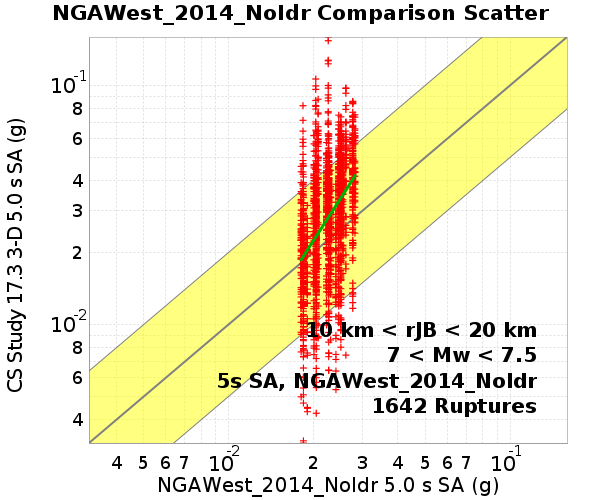 NGAWest_2014_NoIdr Comparison Scatter
CS Study 17.3 3-D 5.0 s SA (g)
10⁻¹
8
6
4
3
2
10⁻²
8
6
4
10 km < rJB < 20 km
7 < Mw < 7.5
5s SA, NGAWest_2014_NoIdr
1642 Ruptures
4 5 6 7 10⁻² 2 3 4 5 6 7 10⁻¹
NGAWest_2014_NoIdr 5.0 s SA (g)